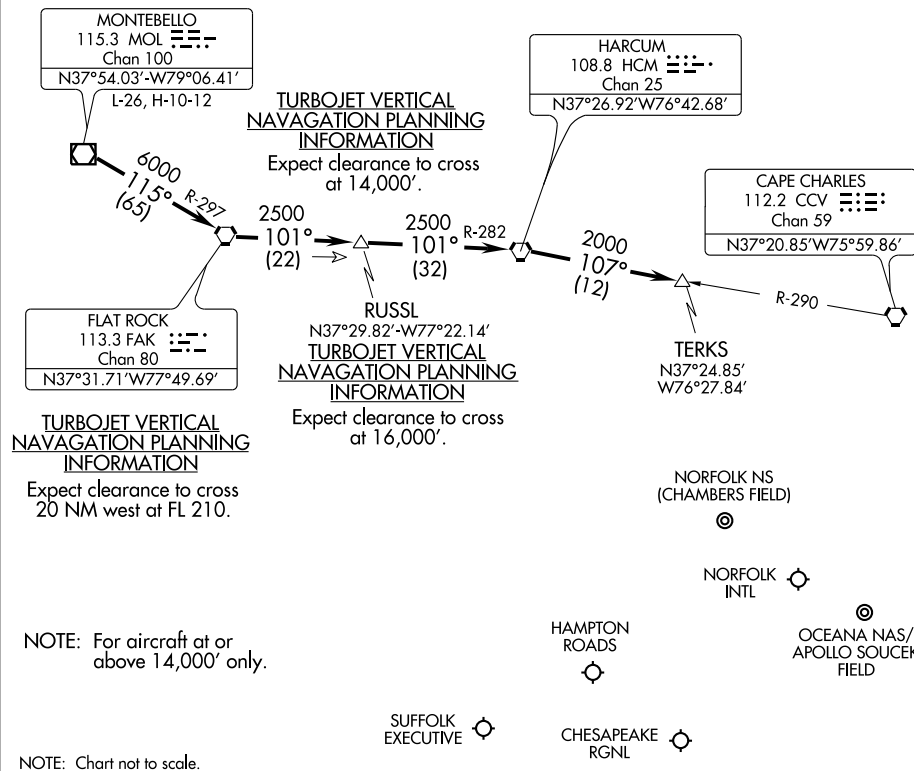 MONTEBELLO
115.3 MOL
Chan 100
N37°54.03'-W79°06.41'
L-26, H-10-12
HARCUM
108.8 HCM
Chan 25
N37°26.92'W76°42.68'
TURBOJET VERTICAL
NAVAGATION PLANNING
INFORMATION
Expect clearance to cross
at 14,000'.
CAPE CHARLES
112.2 CCV
Chan 59
N37°20.85'W75°59.86'
6000
115°
(65)
R-297
2500
101°
(22)
2500
101°
(32)
R-282
2000
107°
(12)
R-290
FLAT ROCK
113.3 FAK
Chan 80
N37°31.71'W77°49.69'
RUSSL
N37°29.82'-W77°22.14'
TURBOJET VERTICAL
NAVAGATION PLANNING
INFORMATION
Expect clearance to cross
at 16,000'.
TERKS
N37°24.85'
W76°27.84'
TURBOJET VERTICAL
NAVAGATION PLANNING
INFORMATION
Expect clearance to cross
20 NM west at FL 210.
NORFOLK NS
(CHAMBERS FIELD)
NORFOLK
INTL
OCEANA NAS/
APOLLO SOUCEK
FIELD
HAMPTON
ROADS
NOTE: For aircraft at or
above 14,000' only.
SUFFOLK
EXECUTIVE
CHESAPEAKE
RGNL
NOTE: Chart not to scale.